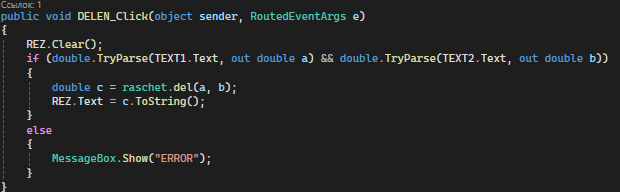 Ссылок: 1
public void DELEN_Click(object sender, RoutedEventArgs e)
{
REZ.Clear();
if (double.TryParse(TEXT1.Text, out double a) && double.TryParse(TEXT2.Text, out double b))
{
double c = raschet.del(a, b);
REZ.Text = c.ToString();
}
else
{
MessageBox.Show("ERROR");
}
}